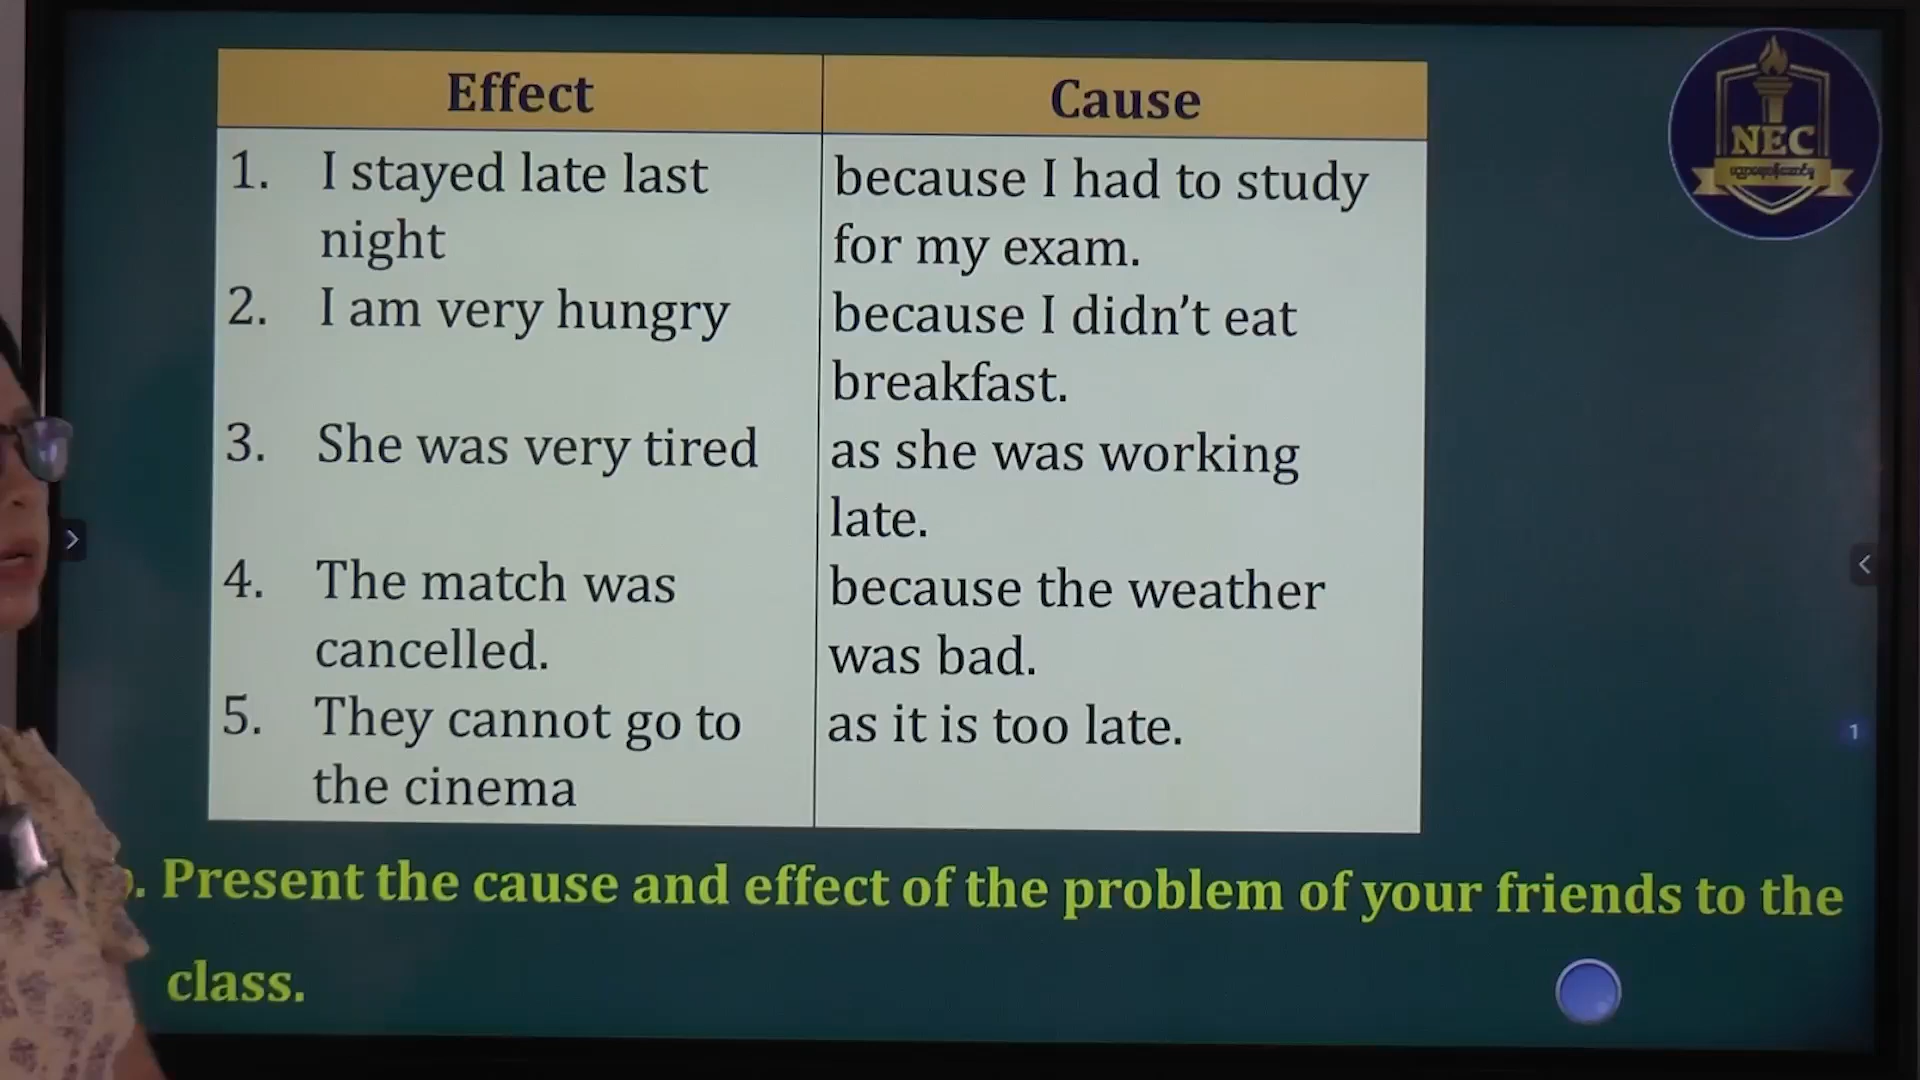 Effect
Cause
1. I stayed late last
night
because I had to study
for my exam.
2. I am very hungry
because I didn’t eat
breakfast.
3. She was very tired
as she was working
late.
4. The match was
cancelled.
because the weather
was bad.
5. They cannot go to
the cinema
as it is too late.
. Present the cause and effect of the problem of your friends to the
class.
NEC
1